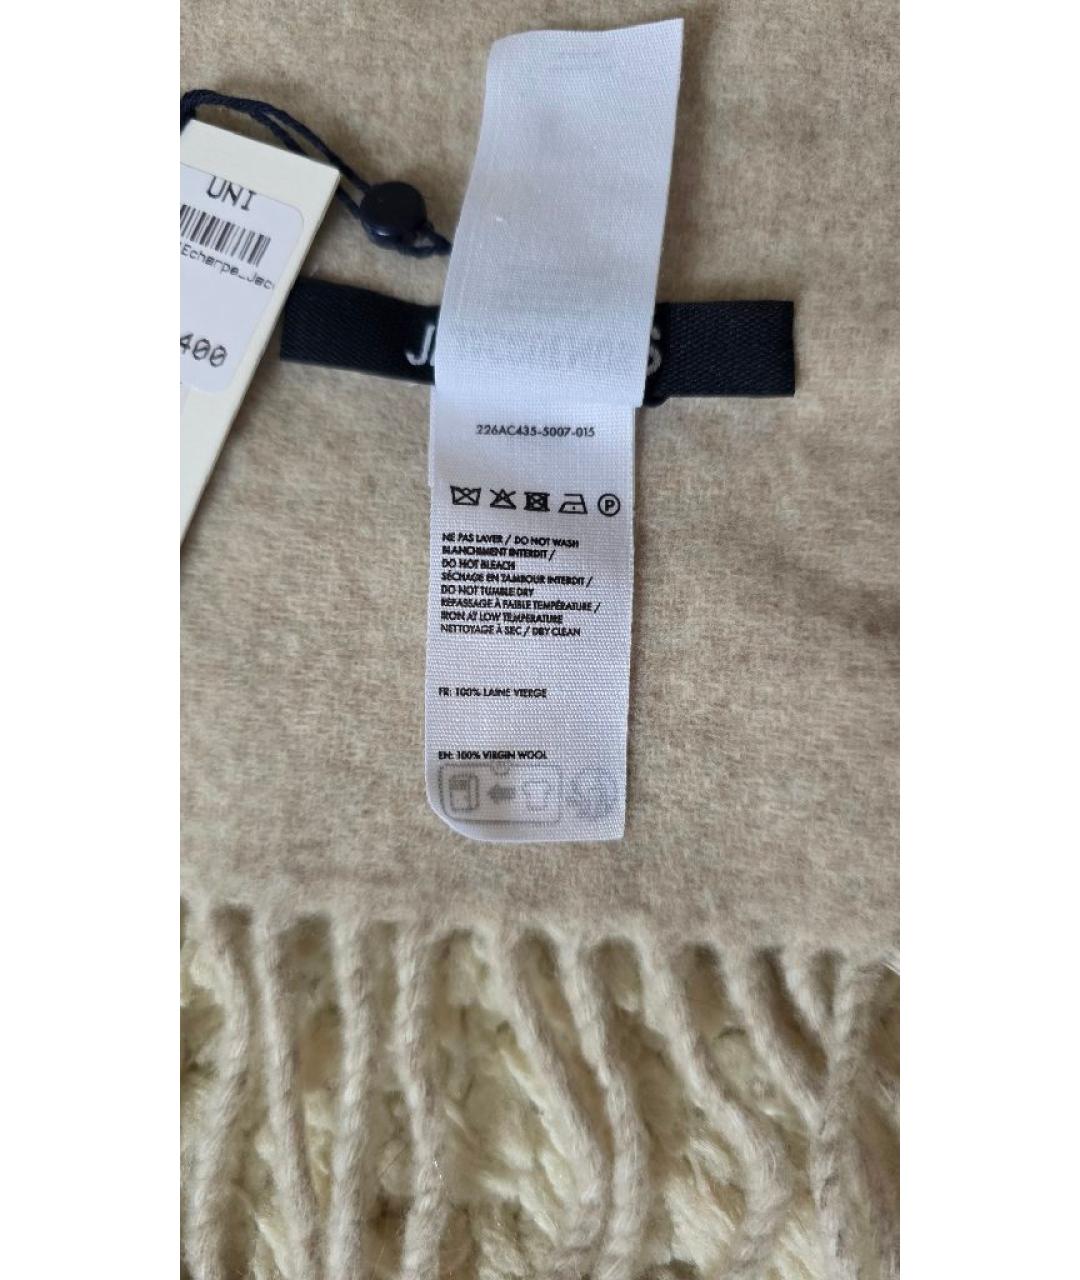 UNI
400
226AC435-5007-015
P
NE PAS LAVER / DO NOT WASH
BLANCHIMENT INTERDIT /
DO NOT BLEACH
SÉCHAGE EN TAMBOUR INTERDIT /
DO NOT TUMBLE DRY
REPASSAGE À FAIBLE TEMPÉRATURE /
IRON AT LOW TEMPERATURE
NETTOYAGE À SEC / DRY CLEAN
FR: 100% LAINE VIERGE
EN: 100% VIRGIN WOOL